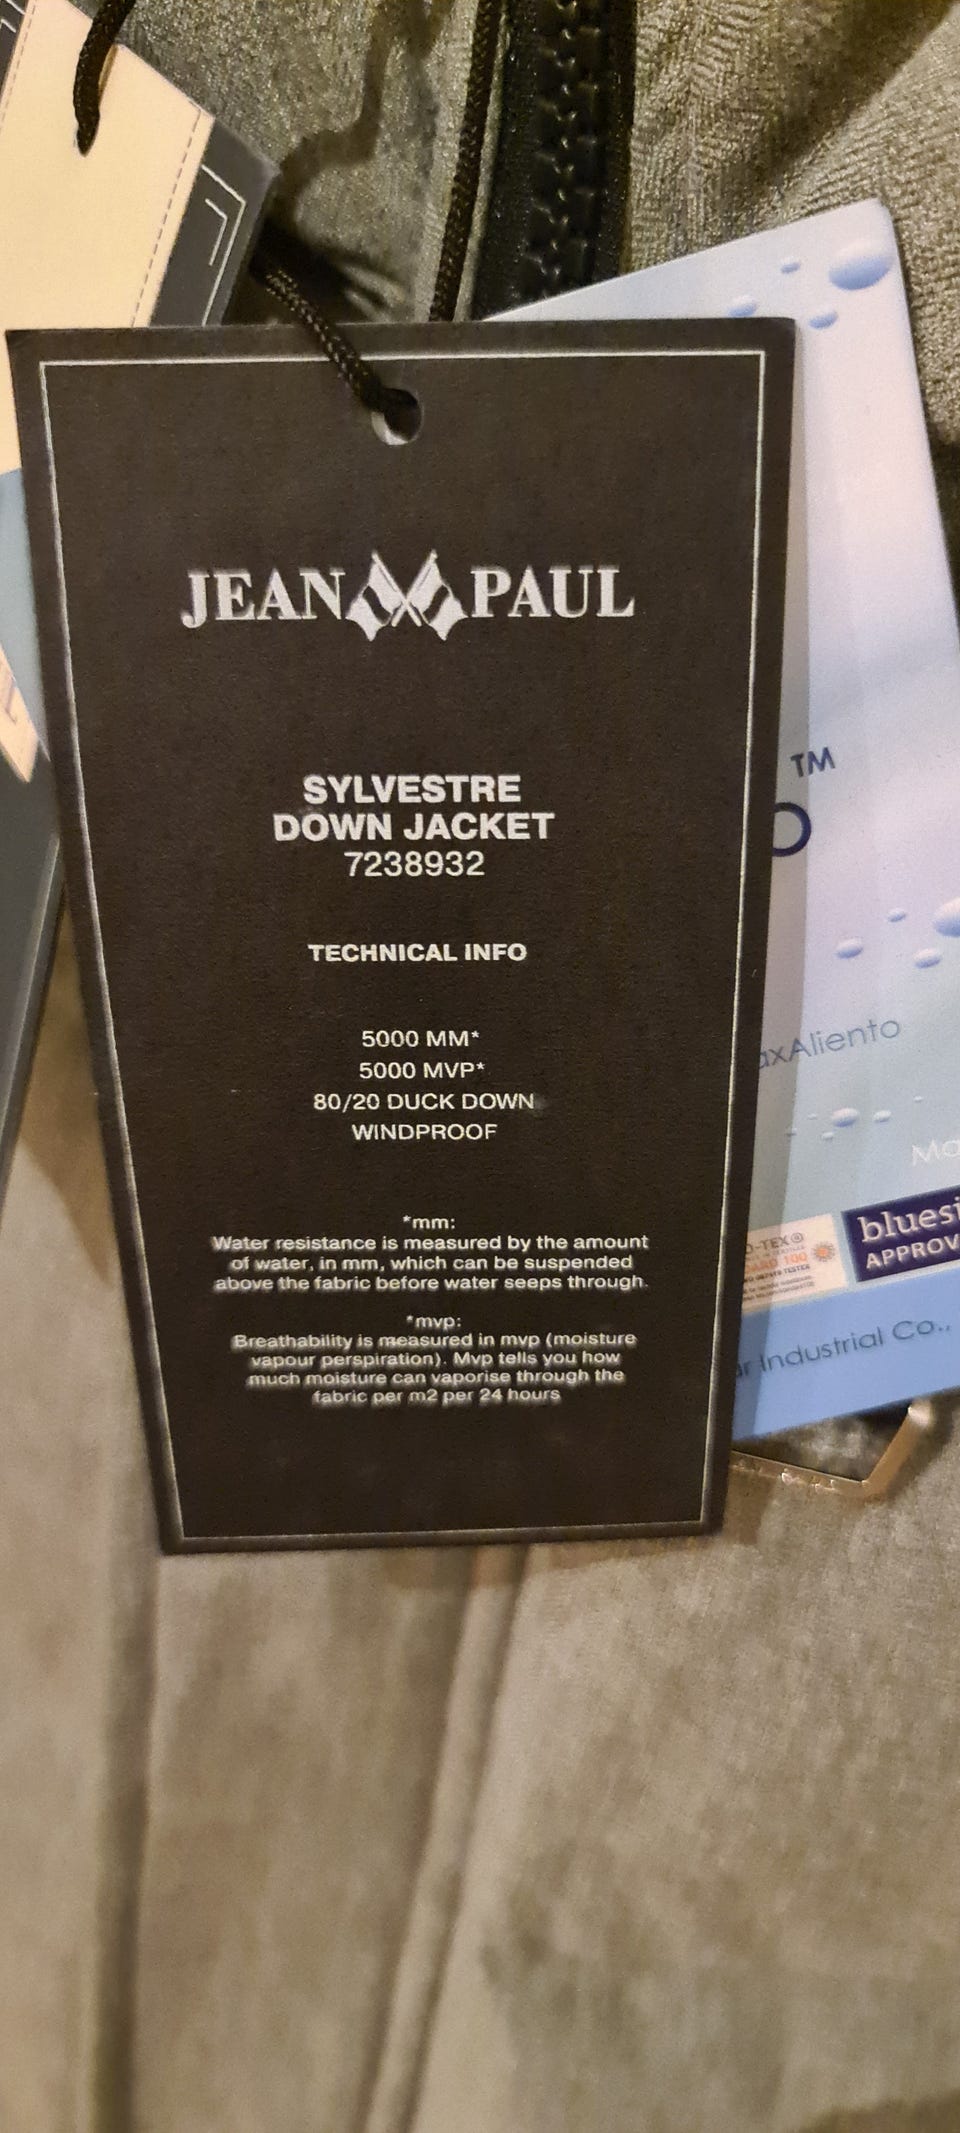 JEAN PAUL
SYLVESTRE
DOWN JACKET
7238932
TECHNICAL INFO
5000 MM*
5000 MVP*
80/20 DUCK DOWN
WINDPROOF
*mm:
Water resistance is measured by the amount
of water, in mm, which can be suspended
above the fabric before water seeps through.
*mvp:
Breathability is measured in mvp (moisture
vapour perspiration). Mvp tells you how
much moisture can vaporise through the
fabric per m2 per 24 hours
TM
O
axAliento
Ma
O-TEX®
bluesi
APPROV
Industrial Co.,